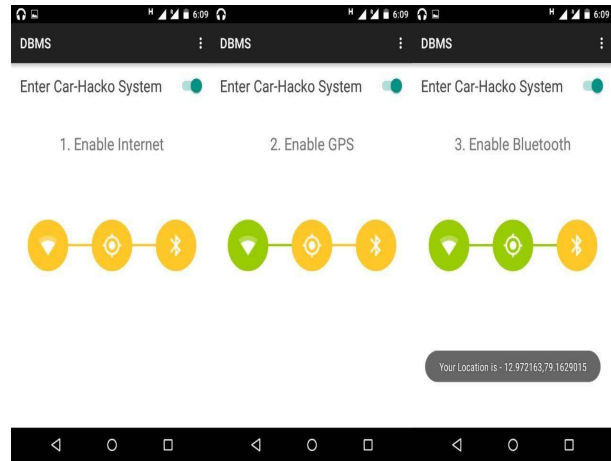 H 6:09
DBMS
Enter Car-Hacko System
1. Enable Internet
H 6:09
DBMS
Enter Car-Hacko System
2. Enable GPS
H 6:09
DBMS
Enter Car-Hacko System
3. Enable Bluetooth
Your Location is - 12.972163,79.1629015